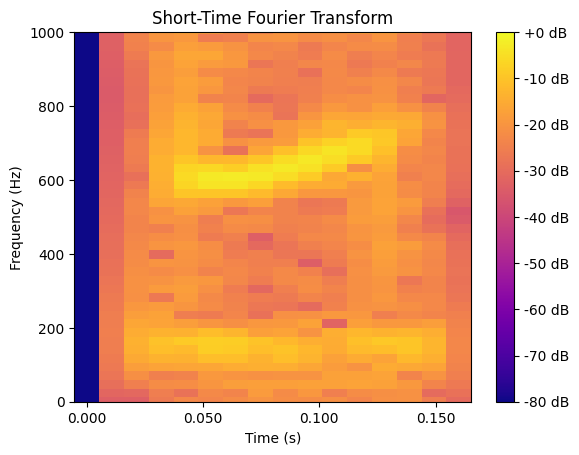 Short-Time Fourier Transform
1000
800
600
400
200
0
Frequency (Hz)
0.000
0.050
0.100
0.150
Time (s)
+0 dB
-10 dB
-20 dB
-30 dB
-40 dB
-50 dB
-60 dB
-70 dB
-80 dB